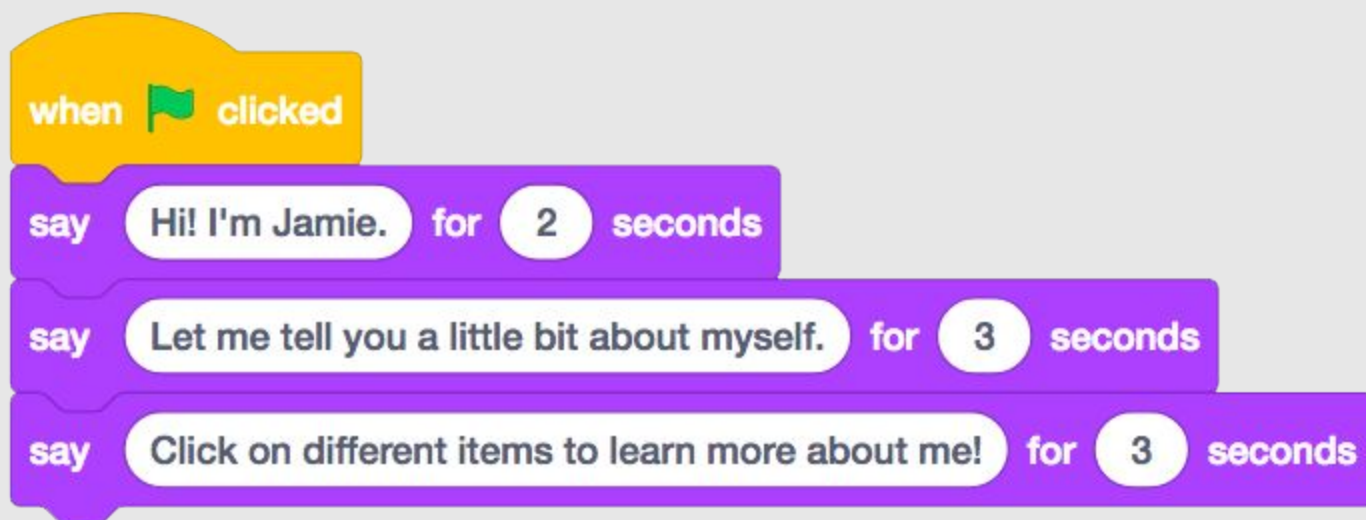 when clicked
say Hi! I'm Jamie. for 2 seconds
say Let me tell you a little bit about myself. for 3 seconds
say Click on different items to learn more about me! for 3 seconds